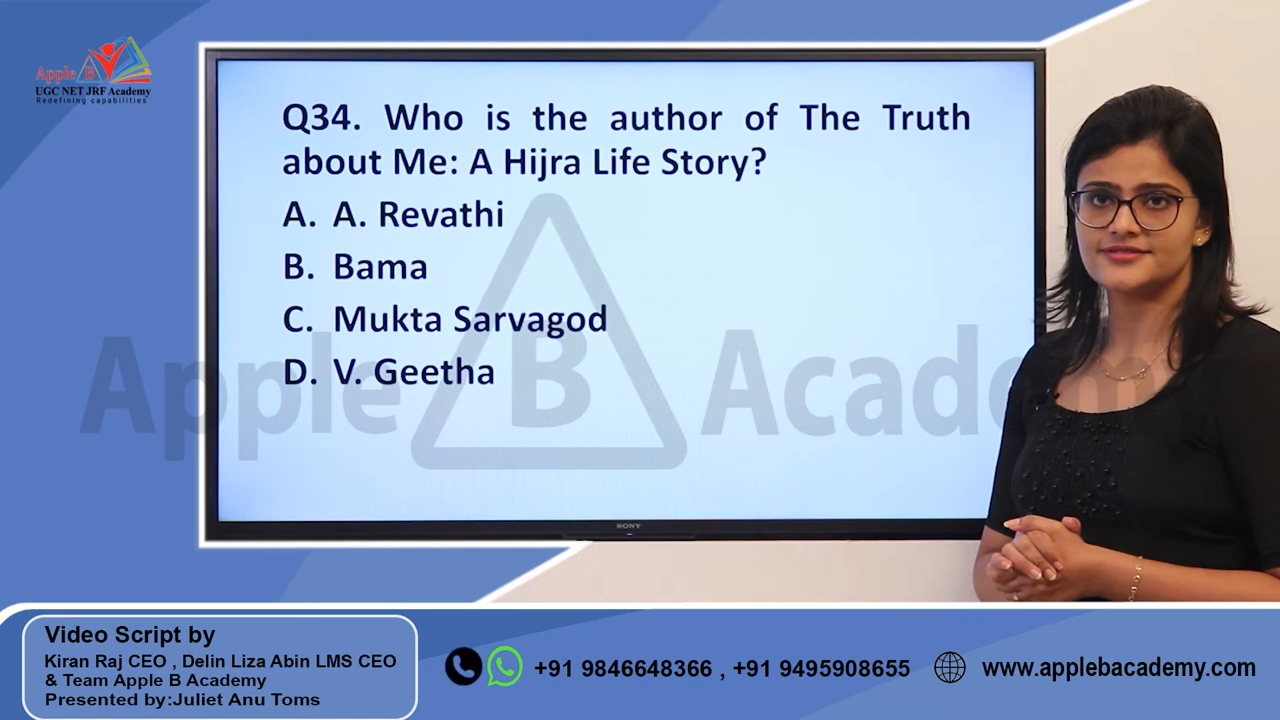 Apple B
UGC NET JRF Academy
Redefining capabilities
Q34. Who is the author of The Truth
about Me: A Hijra Life Story?
A. A. Revathi
B. Bama
C. Mukta Sarvagod
D. V. Geetha
Apple B Academy
SONY
Video Script by
Kiran Raj CEO , Delin Liza Abin LMS CEO
& Team Apple B Academy
Presented by:Juliet Anu Toms
+91 9846648366 , +91 9495908655
www.applebacademy.com